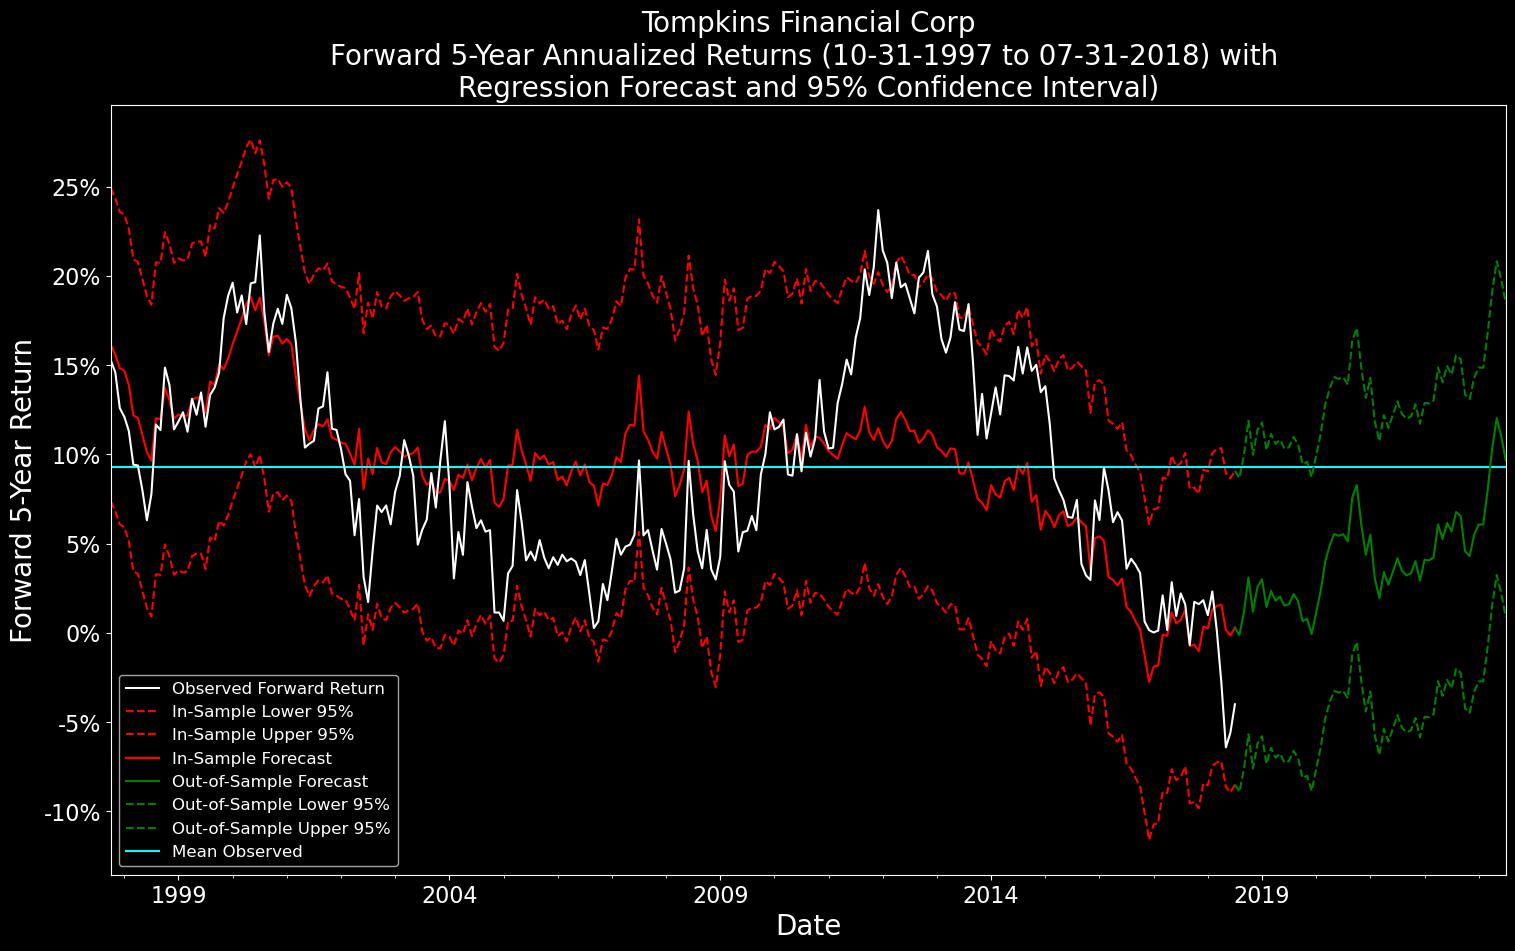 Tompkins Financial Corp
Forward 5-Year Annualized Returns (10-31-1997 to 07-31-2018) with
Regression Forecast and 95% Confidence Interval)
Forward 5-Year Return
25%
20%
15%
10%
5%
0%
-5%
-10%
Observed Forward Return
In-Sample Lower 95%
In-Sample Upper 95%
In-Sample Forecast
Out-of-Sample Forecast
Out-of-Sample Lower 95%
Out-of-Sample Upper 95%
Mean Observed
1999 2004 2009 2014 2019
Date